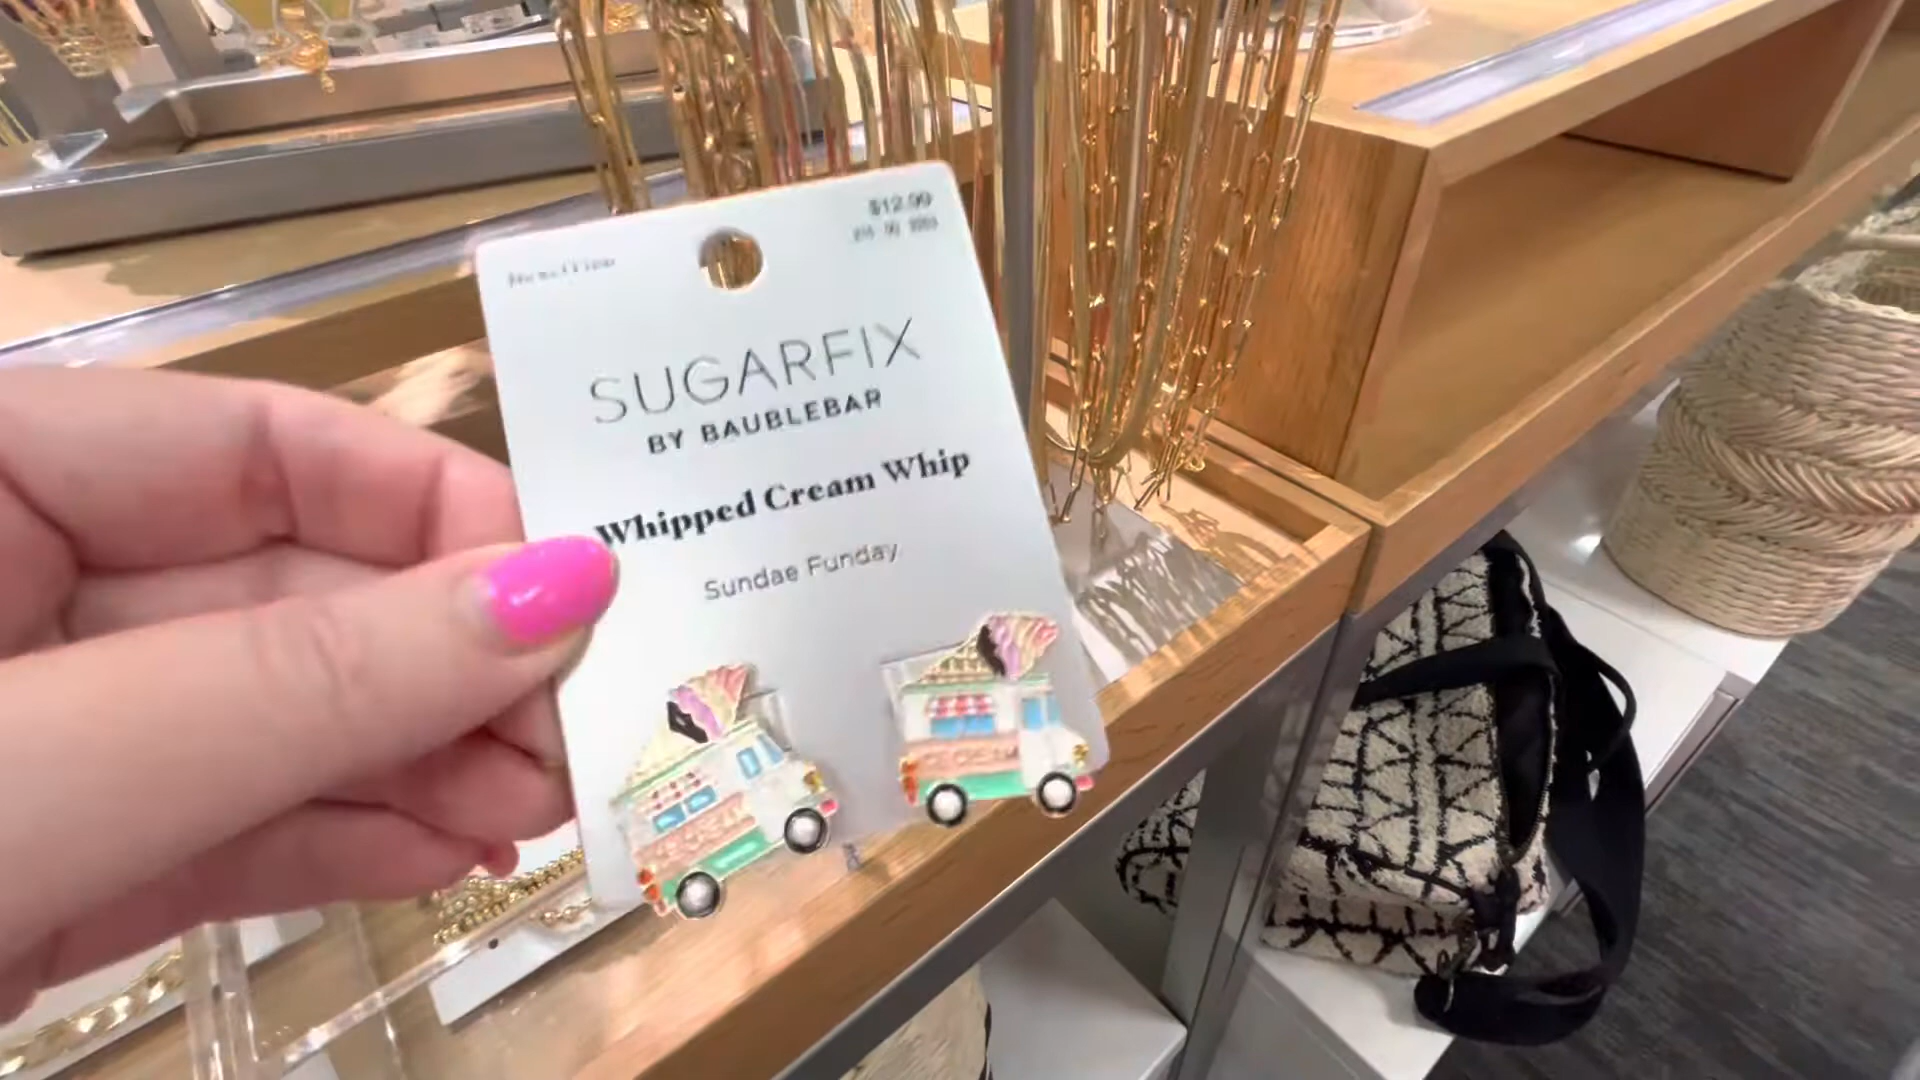 $12.99
SUGARFIX
BY BAUBLEBAR
Whipped Cream Whip
Sundae Funday